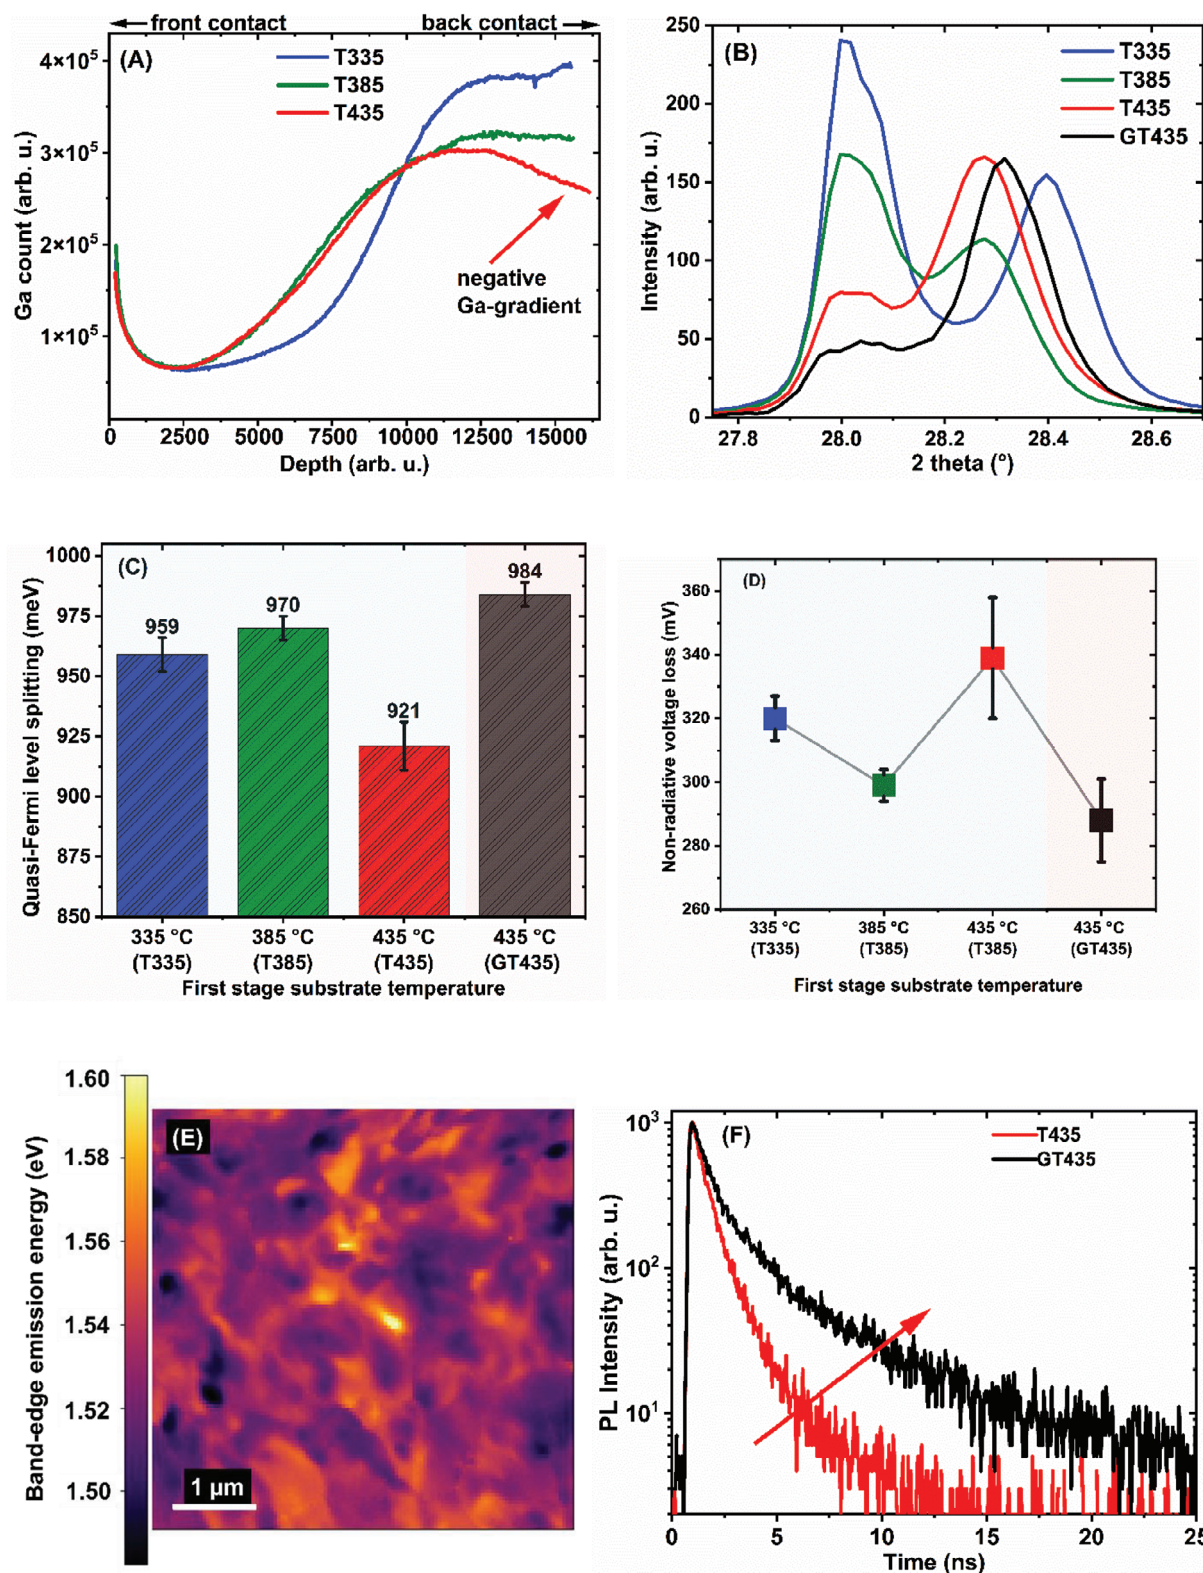 front contact
back contact
(A)
T335
T385
T435
4×10⁵
3×10⁵
2×10⁵
1×10⁵
Ga count (arb. u.)
negative
Ga-gradient
0 2500 5000 7500 10000 12500 15000
Depth (arb. u.)
(B)
T335
T385
T435
GT435
250
200
150
100
50
0
Intensity (arb. u.)
27.8 28.0 28.2 28.4 28.6
2 theta (°)
(C)
1000
975
950
925
900
875
850
Quasi-Fermi level splitting (meV)
959
970
921
984
335 °C 385 °C 435 °C 435 °C
(T335) (T385) (T435) (GT435)
First stage substrate temperature
(D)
360
340
320
300
280
260
Non-radiative voltage loss (mV)
335 °C 385 °C 435 °C 435 °C
(T335) (T385) (T385) (GT435)
First stage substrate temperature
(E)
1.60
1.58
1.56
1.54
1.52
1.50
Band-edge emission energy (eV)
1 µm
(F)
T435
GT435
10³
10²
10¹
PL Intensity (arb. u.)
0 5 10 15 20 25
Time (ns)